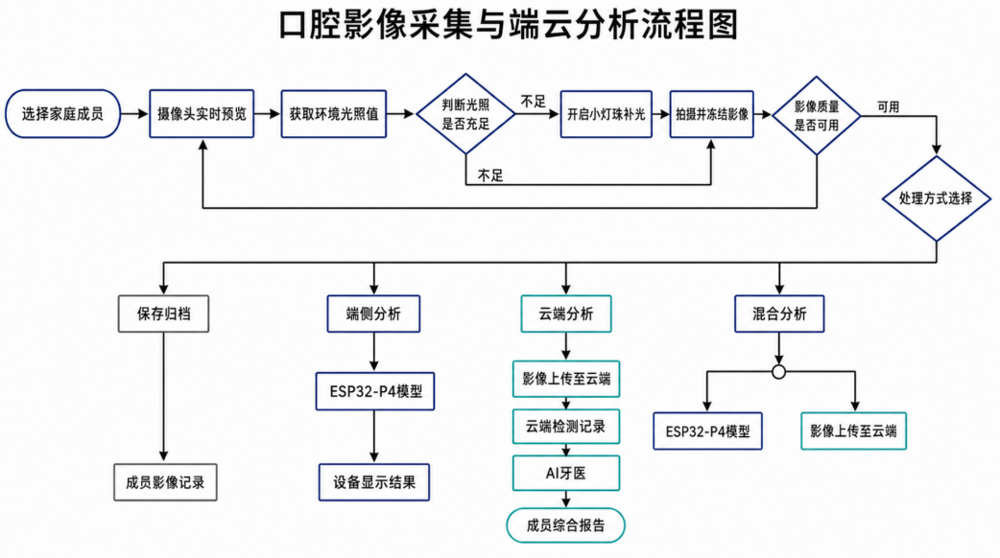 口腔影像采集与端云分析流程图
选择家庭成员
摄像头实时预览
获取环境光照值
判断光照
是否充足
不足
开启小灯珠补光
拍摄并冻结影像
影像质量
是否可用
可用
不足
处理方式选择
保存归档
端侧分析
云端分析
混合分析
ESP32-P4模型
影像上传至云端
云端检测记录
ESP32-P4模型
影像上传至云端
成员影像记录
设备显示结果
AI牙医
成员综合报告